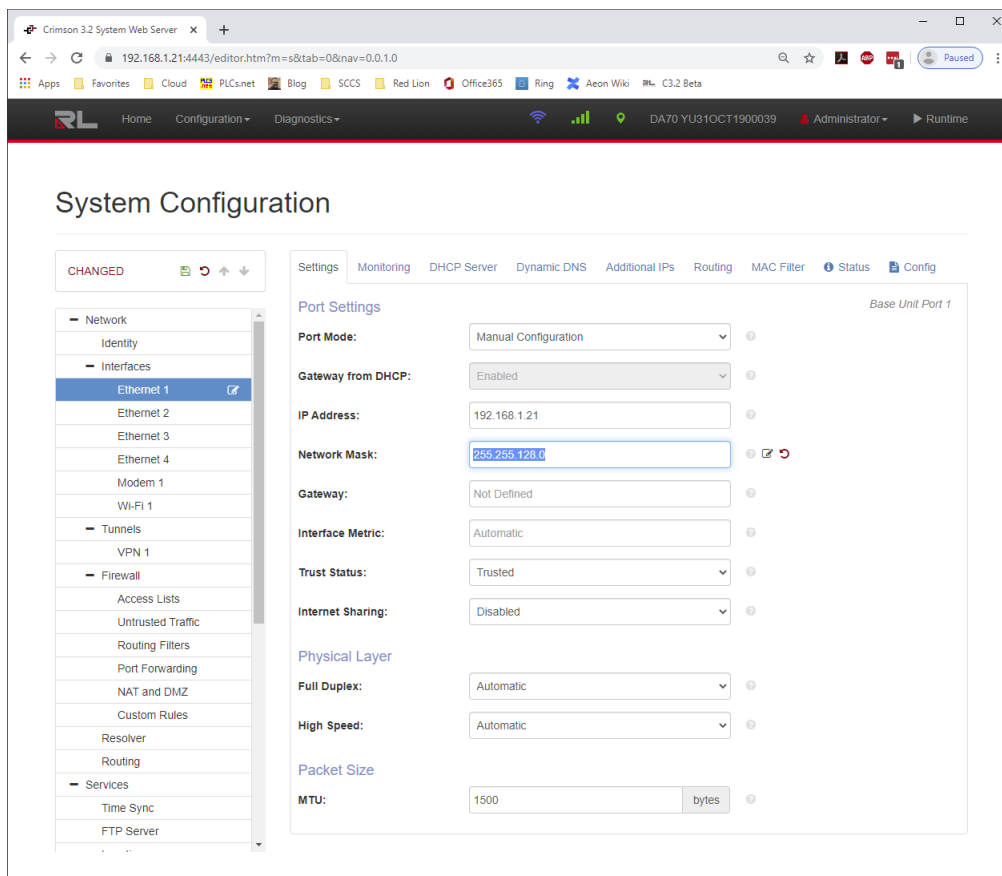 Crimson 3.2 System Web Server
192.168.1.21:4443/editor.htm?m=s&tab=0&nav=0.0.1.0
Paused
Apps Favorites Cloud PLCs.net Blog SCCS Red Lion Office365 Ring Aeon Wiki C3.2 Beta
RL Home Configuration Diagnostics DA70 YU31OCT1900039 Administrator Runtime
System Configuration
CHANGED
Network
Identity
Interfaces
Ethernet 1
Ethernet 2
Ethernet 3
Ethernet 4
Modem 1
Wi-Fi 1
Tunnels
VPN 1
Firewall
Access Lists
Untrusted Traffic
Routing Filters
Port Forwarding
NAT and DMZ
Custom Rules
Resolver
Routing
Services
Time Sync
FTP Server
Settings Monitoring DHCP Server Dynamic DNS Additional IPs Routing MAC Filter Status Config
Port Settings
Base Unit Port 1
Port Mode: Manual Configuration
Gateway from DHCP: Enabled
IP Address: 192.168.1.21
Network Mask: 255.255.128.0
Gateway: Not Defined
Interface Metric: Automatic
Trust Status: Trusted
Internet Sharing: Disabled
Physical Layer
Full Duplex: Automatic
High Speed: Automatic
Packet Size
MTU: 1500 bytes